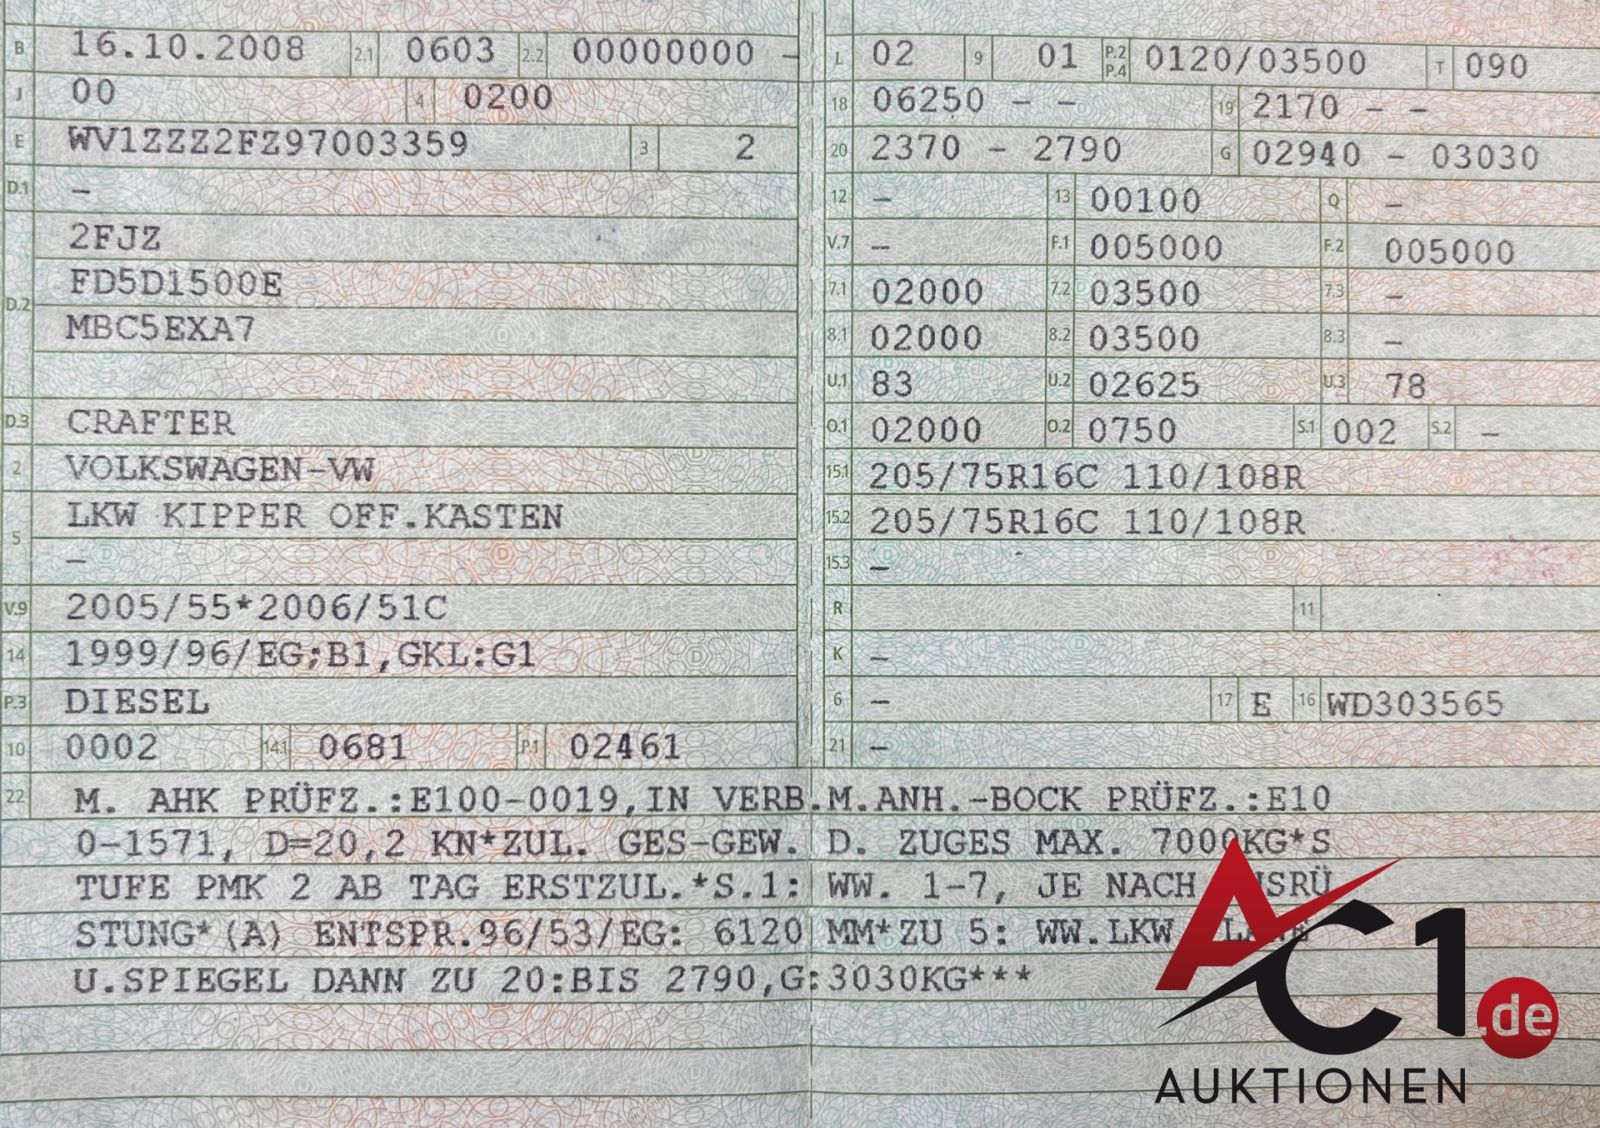 B 16.10.2008 2.1 0603 2.2 00000000 -
J 00 4 0200
E WV1ZZZ2FZ97003359 3 2
D.1 -
2FJZ
D.2 FD5D1500E
MBC5EXA7
D.3 CRAFTER
2 VOLKSWAGEN-VW
5 LKW KIPPER OFF.KASTEN
-
V.9 2005/55*2006/51C
14 1999/96/EG;B1,GKL:G1
P.3 DIESEL
10 0002 14.1 0681 P.1 02461
L 02 9 01 P.2 P.4 0120/03500 T 090
18 06250 - - 19 2170 - -
20 2370 - 2790 G 02940 - 03030
12 - 13 00100 Q -
V.7 - F.1 005000 F.2 005000
7.1 02000 7.2 03500 7.3 -
8.1 02000 8.2 03500 8.3 -
U.1 83 U.2 02625 U.3 78
O.1 02000 O.2 0750 S.1 002 S.2 -
15.1 205/75R16C 110/108R
15.2 205/75R16C 110/108R
15.3 -
R 11
K -
6 - 17 E 16 WD303565
21 -
22 M. AHK PRÜFZ.:E100-0019,IN VERB.M.ANH.-BOCK PRÜFZ.:E10
0-1571, D=20,2 KN*ZUL. GES-GEW. D. ZUGES MAX. 7000KG*S
TUFE PMK 2 AB TAG ERSTZUL.*S.1: WW. 1-7, JE NACH
STUNG*(A) ENTSPR.96/53/EG: 6120 MM*ZU 5: WW.LKW
U.SPIEGEL DANN ZU 20:BIS 2790,G:3030KG***
AC1.de
AUKTIONEN